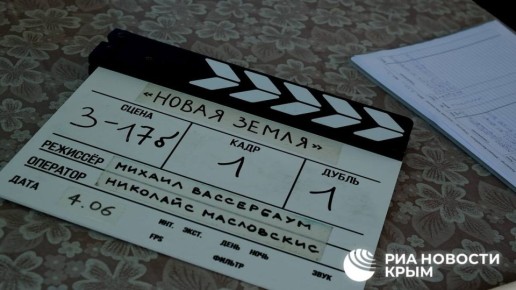 «НОВАЯ ЗЕМЛЯ»
СЦЕНА КАДР ДУБЛЬ
3-17б 1 1
РЕЖИССЁР МИХАИЛ ВАССЕРБАУМ
ОПЕРАТОР НИКОЛАЙС МАСЛОВСКИС
ДАТА 4.06
ИНТ. ЭКСТ. ДЕНЬ НОЧЬ
FPS ФИЛЬТР ЗВУК
РИА НОВОСТИ
КРЫМ